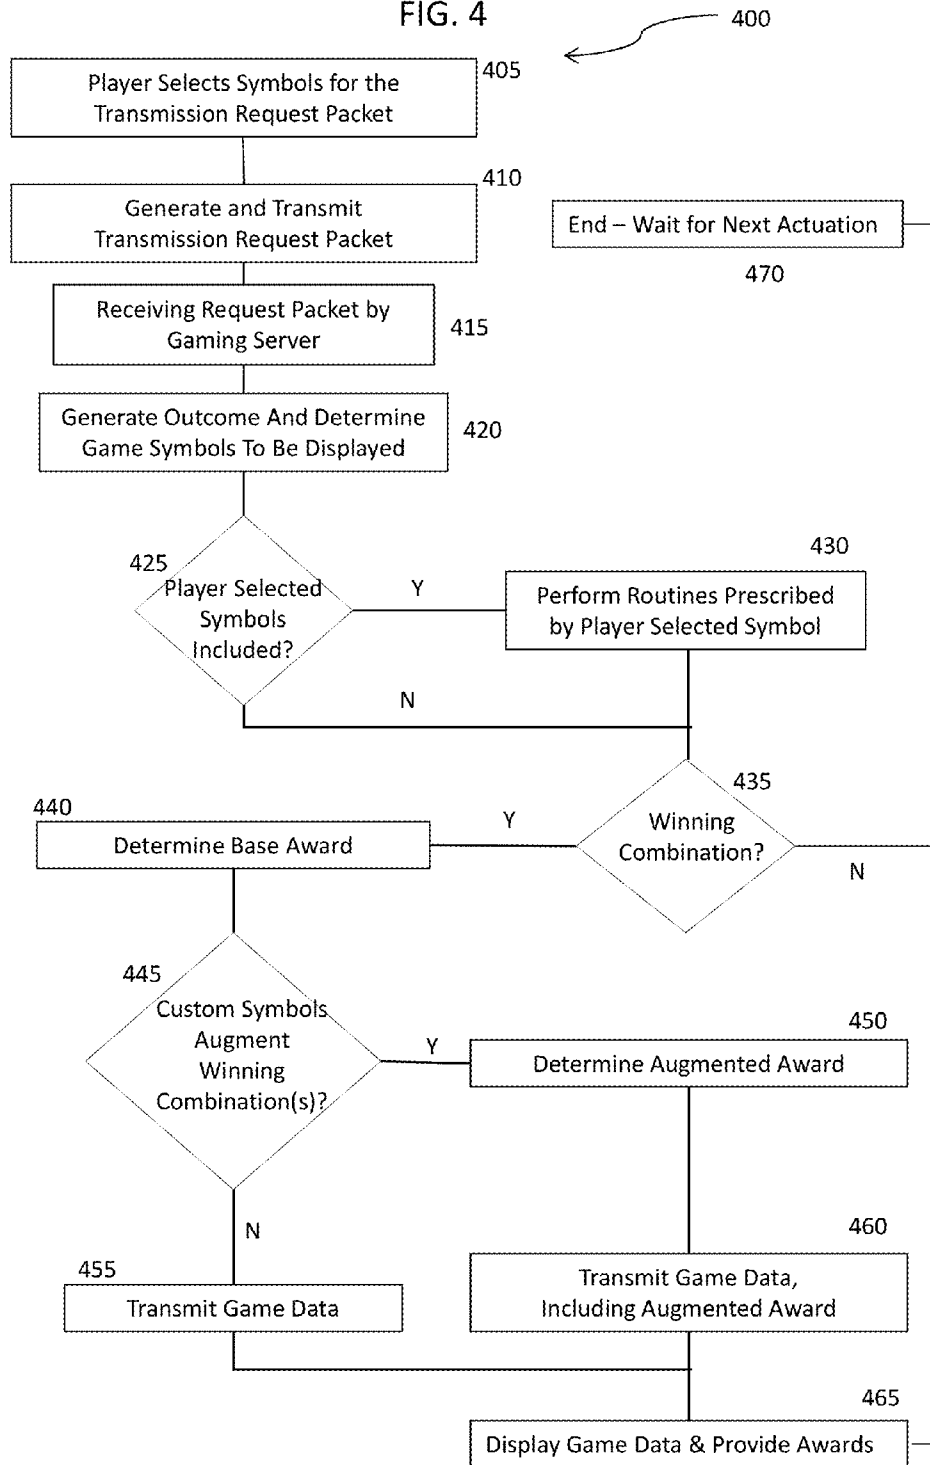 FIG. 4
400
405
Player Selects Symbols for the
Transmission Request Packet
410
Generate and Transmit
Transmission Request Packet
End – Wait for Next Actuation
470
Receiving Request Packet by
Gaming Server
415
Generate Outcome And Determine
Game Symbols To Be Displayed
420
425
Player Selected
Symbols
Included?
Y
N
430
Perform Routines Prescribed
by Player Selected Symbol
435
Winning
Combination?
Y
N
440
Determine Base Award
445
Custom Symbols
Augment
Winning
Combination(s)?
Y
N
450
Determine Augmented Award
455
Transmit Game Data
460
Transmit Game Data,
Including Augmented Award
465
Display Game Data & Provide Awards